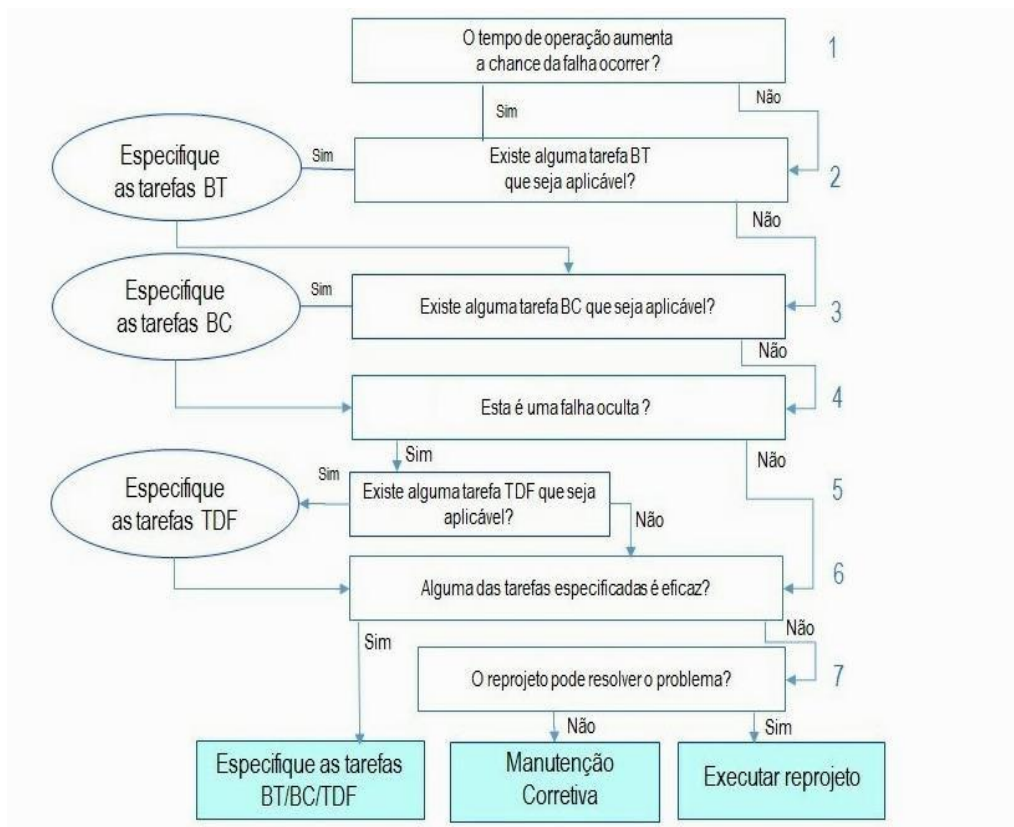 O tempo de operação aumenta
a chance da falha ocorrer ?
1
Não
Sim
Especifique
as tarefas BT
Sim
Existe alguma tarefa BT
que seja aplicável?
2
Não
Especifique
as tarefas BC
Sim
Existe alguma tarefa BC que seja aplicável?
3
Não
Esta é uma falha oculta ?
4
Sim
Não
Especifique
as tarefas TDF
Sim
Existe alguma tarefa TDF que seja
aplicável?
5
Não
Alguma das tarefas especificadas é eficaz?
6
Sim
Não
O reprojeto pode resolver o problema?
7
Não
Sim
Especifique as tarefas
BT/BC/TDF
Manutenção
Corretiva
Executar reprojeto